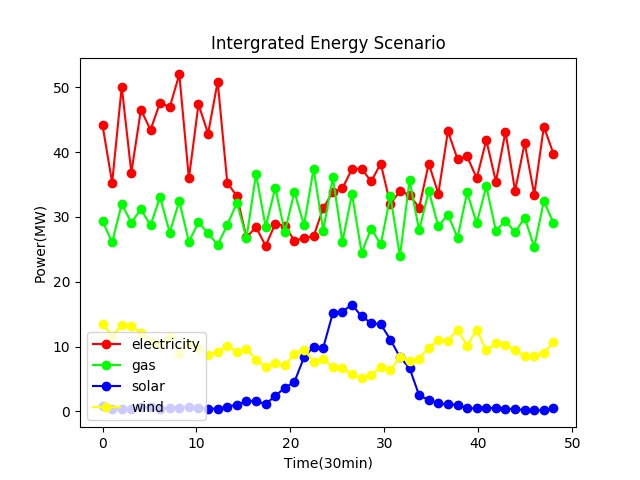 Intergrated Energy Scenario
Power(MW)
50
40
30
20
10
0
electricity
gas
solar
wind
0 10 20 30 40 50
Time(30min)